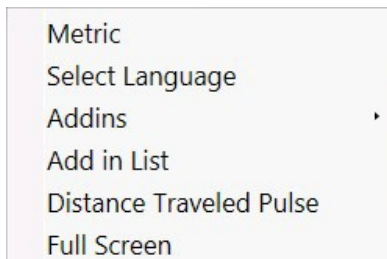 Metric
Select Language
Addins
Add in List
Distance Traveled Pulse
Full Screen